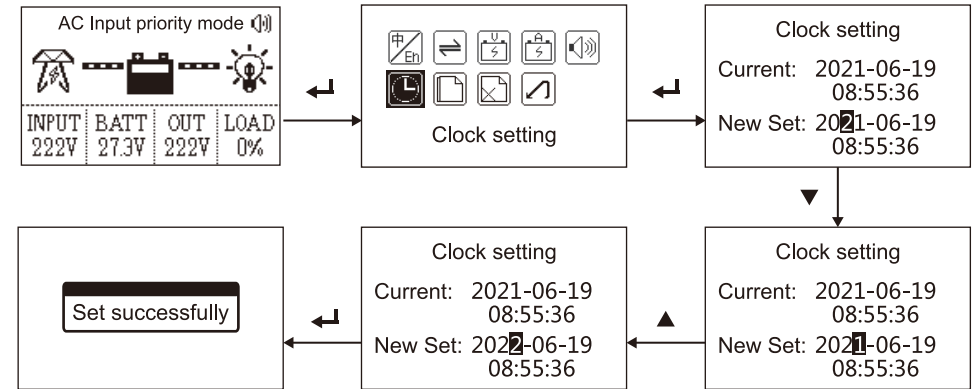 AC Input priority mode
INPUT BATT OUT LOAD
222V 27.3V 222V 0%
中/En
U
A
Clock setting
Clock setting
Current: 2021-06-19
08:55:36
New Set: 2021-06-19
08:55:36
Clock setting
Current: 2021-06-19
08:55:36
New Set: 2021-06-19
08:55:36
Clock setting
Current: 2021-06-19
08:55:36
New Set: 2022-06-19
08:55:36
Set successfully